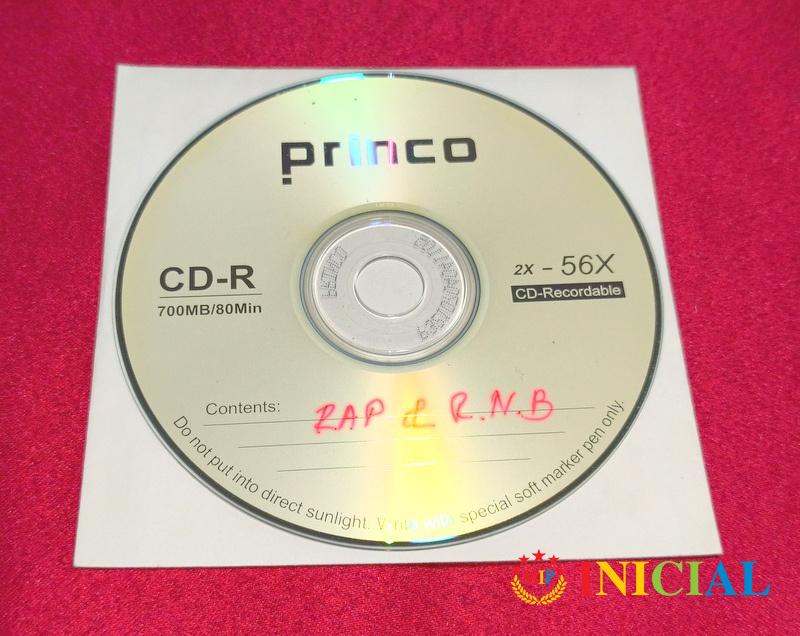 princo
CD-R
700MB/80Min
2X - 56X
CD-Recordable
Contents: RAP & R.N.B
Do not put into direct sunlight. Write with special soft marker pen only.
IP INICIAL